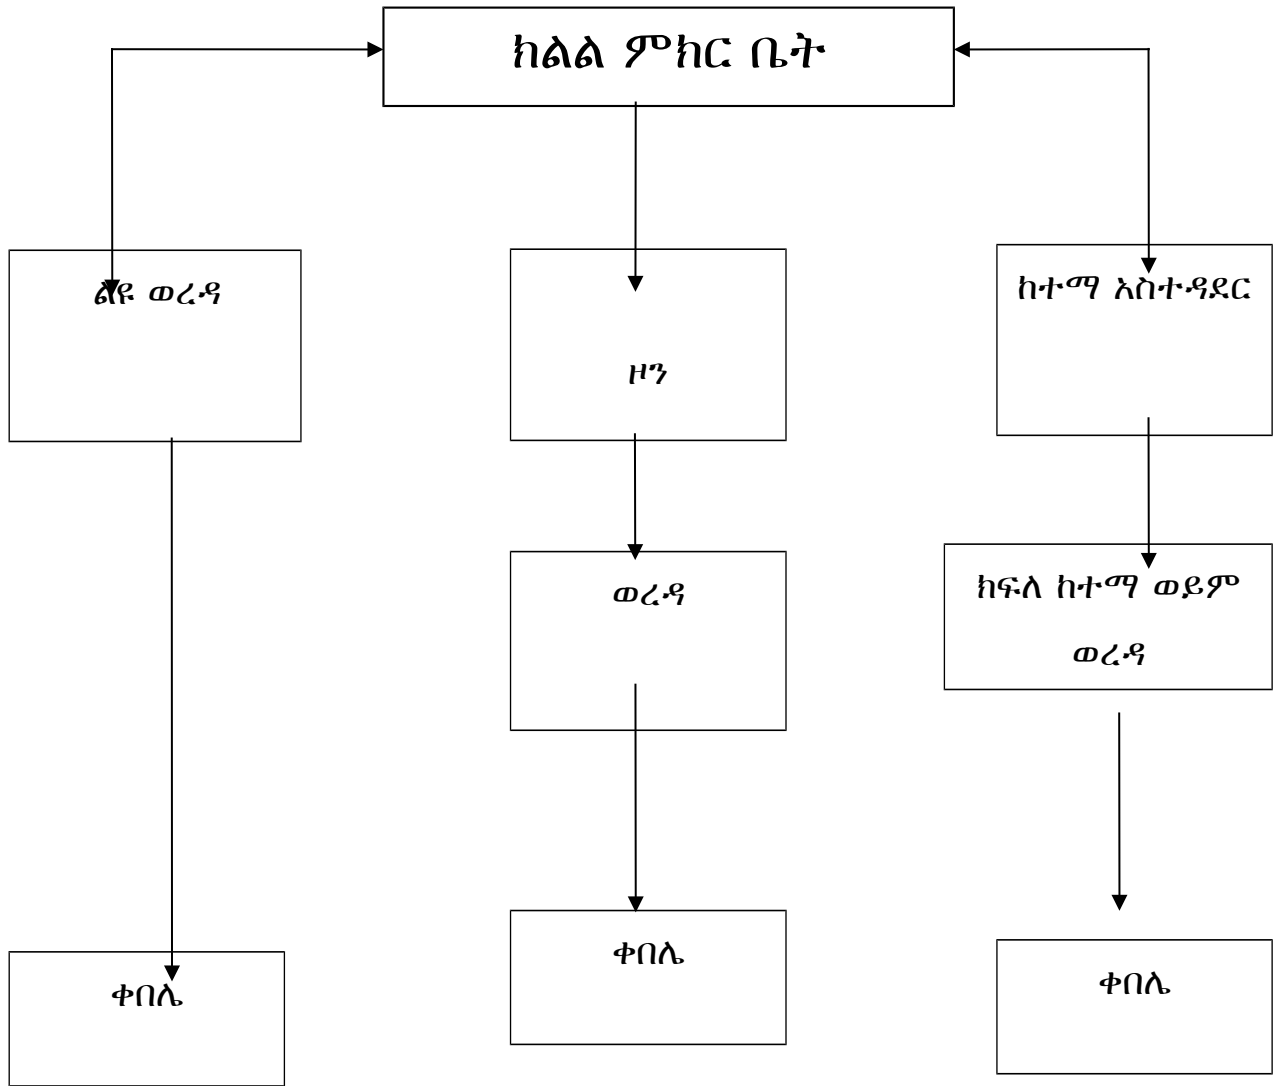 ክልል ምክር ቤት
ልዩ ወረዳ
ዞን
ከተማ አስተዳደር
ወረዳ
ክፍለ ከተማ ወይም
ወረዳ
ቀበሌ
ቀበሌ
ቀበሌ